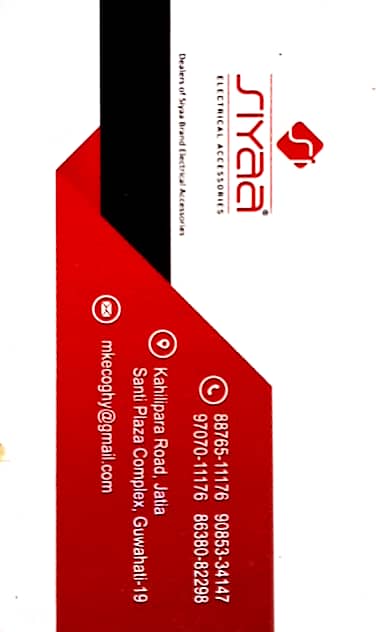 Si
SIYAA®
ELECTRICAL ACCESSORIES
Dealers of Siyaa Brand Electrical Accessories
88765-11176 90853-34147
97070-11176 86380-82298
Kahilipara Road, Jatia
Santi Plaza Complex, Guwahati-19
mkecoghy@gmail.com